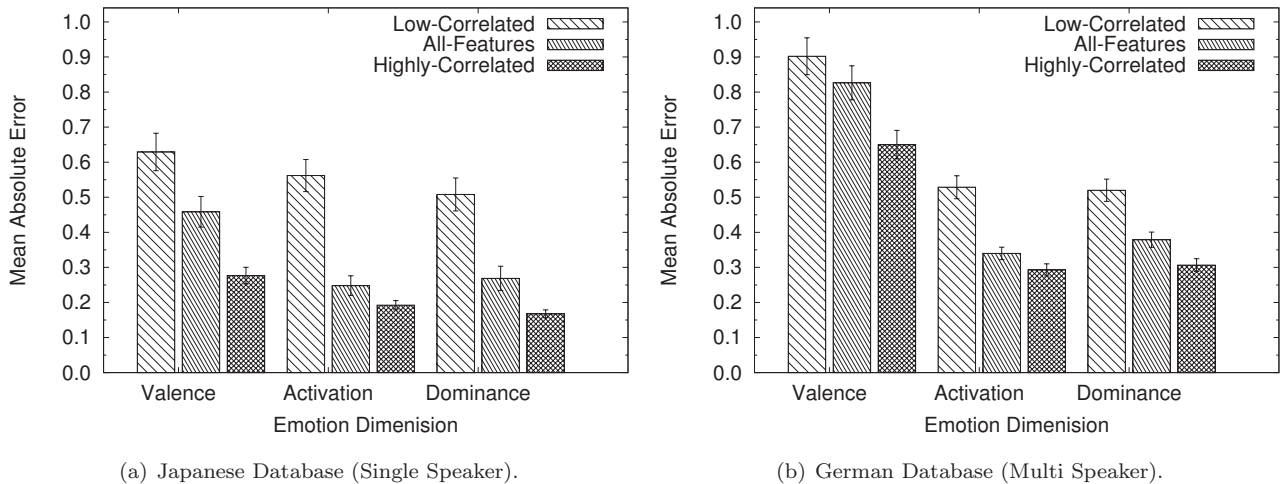 Mean Absolute Error
1.0
0.9
0.8
0.7
0.6
0.5
0.4
0.3
0.2
0.1
0.0
Low-Correlated
All-Features
Highly-Correlated
Valence Activation Dominance
Emotion Dimenision
(a) Japanese Database (Single Speaker).
Mean Absolute Error
1.0
0.9
0.8
0.7
0.6
0.5
0.4
0.3
0.2
0.1
0.0
Low-Correlated
All-Features
Highly-Correlated
Valence Activation Dominance
Emotion Dimenision
(b) German Database (Multi Speaker).